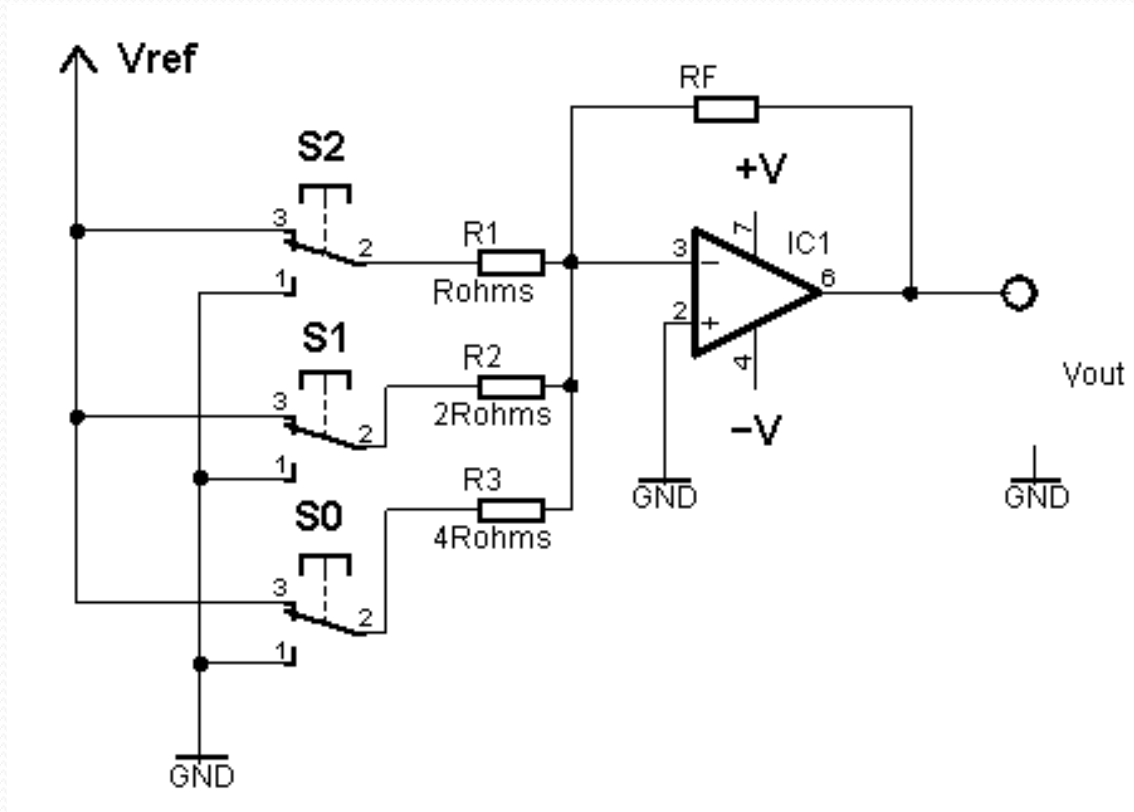 Vref
RF
S2
+V
3
R1
7
IC1
2
3
−
6
1
Rohms
2
+
S1
R2
4
Vout
3
2Rohms
−V
2
1
R3
GND
GND
S0
4Rohms
3
2
1
GND